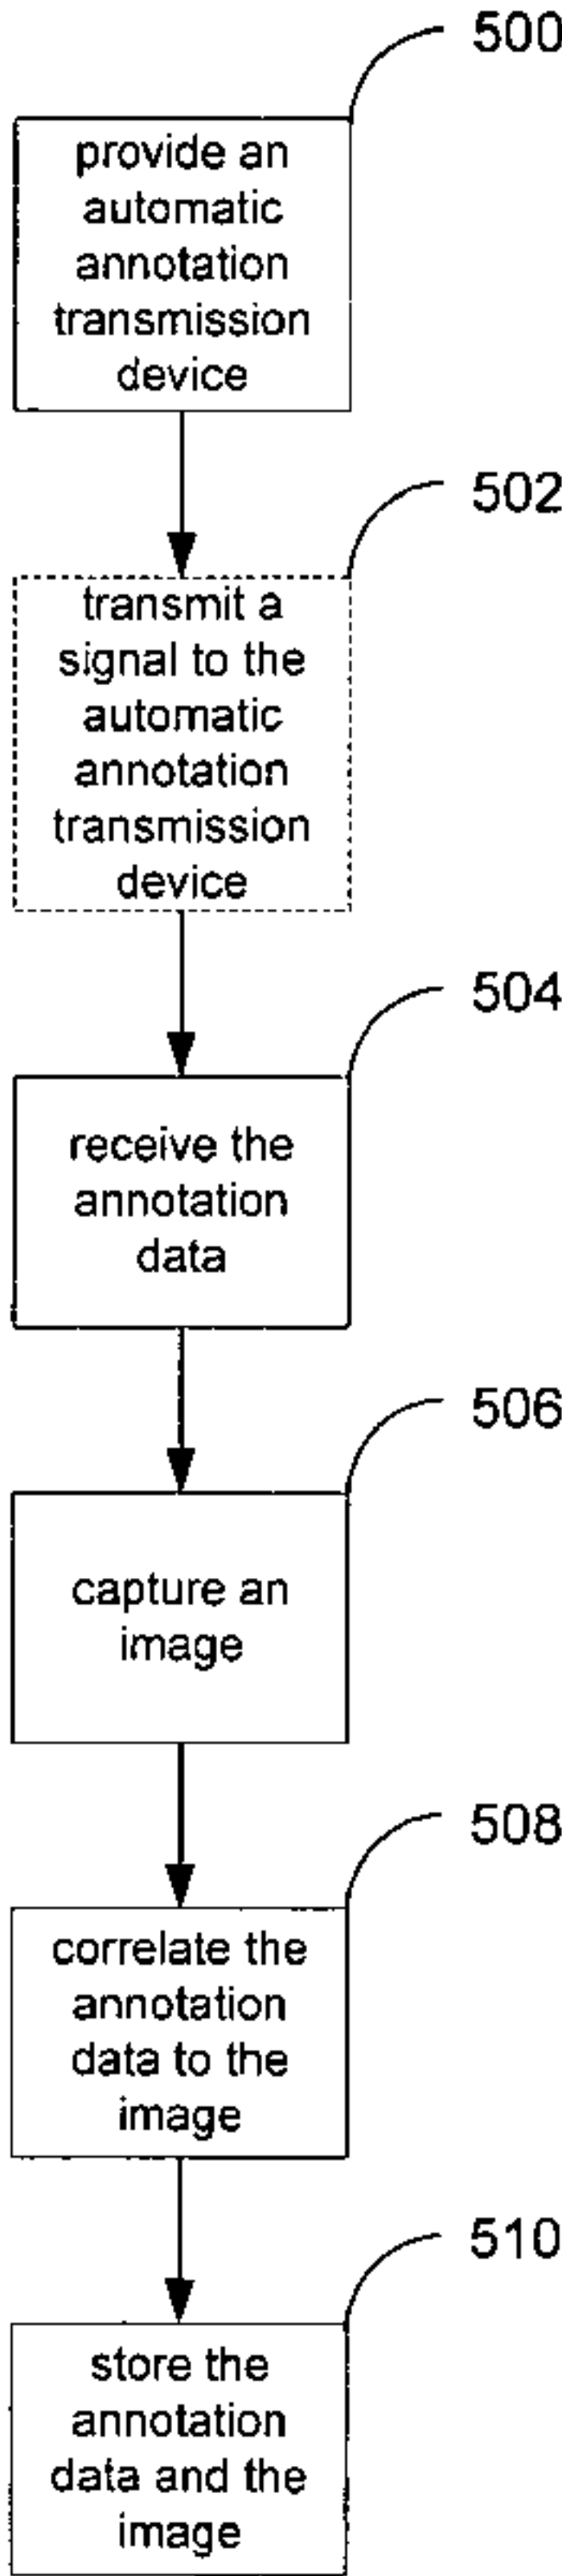 500
provide an
automatic
annotation
transmission
device
502
transmit a
signal to the
automatic
annotation
transmission
device
504
receive the
annotation
data
506
capture an
image
508
correlate the
annotation
data to the
image
510
store the
annotation
data and the
image